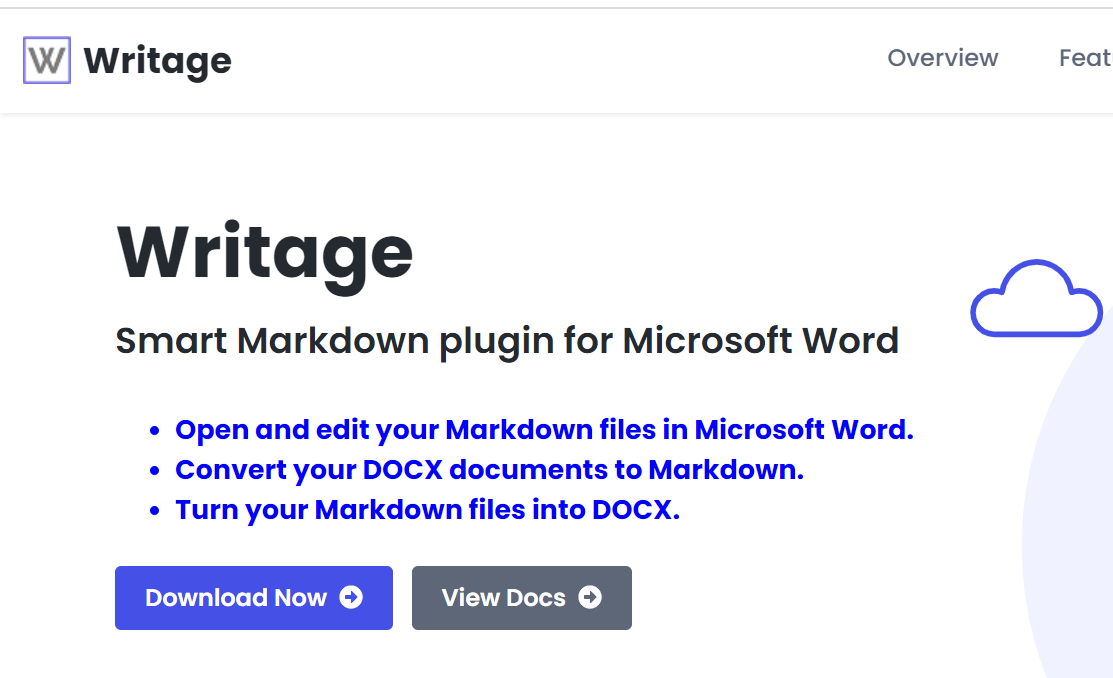 Writage
Overview
Writage
Smart Markdown plugin for Microsoft Word
• Open and edit your Markdown files in Microsoft Word.
• Convert your DOCX documents to Markdown.
• Turn your Markdown files into DOCX.
Download Now
View Docs